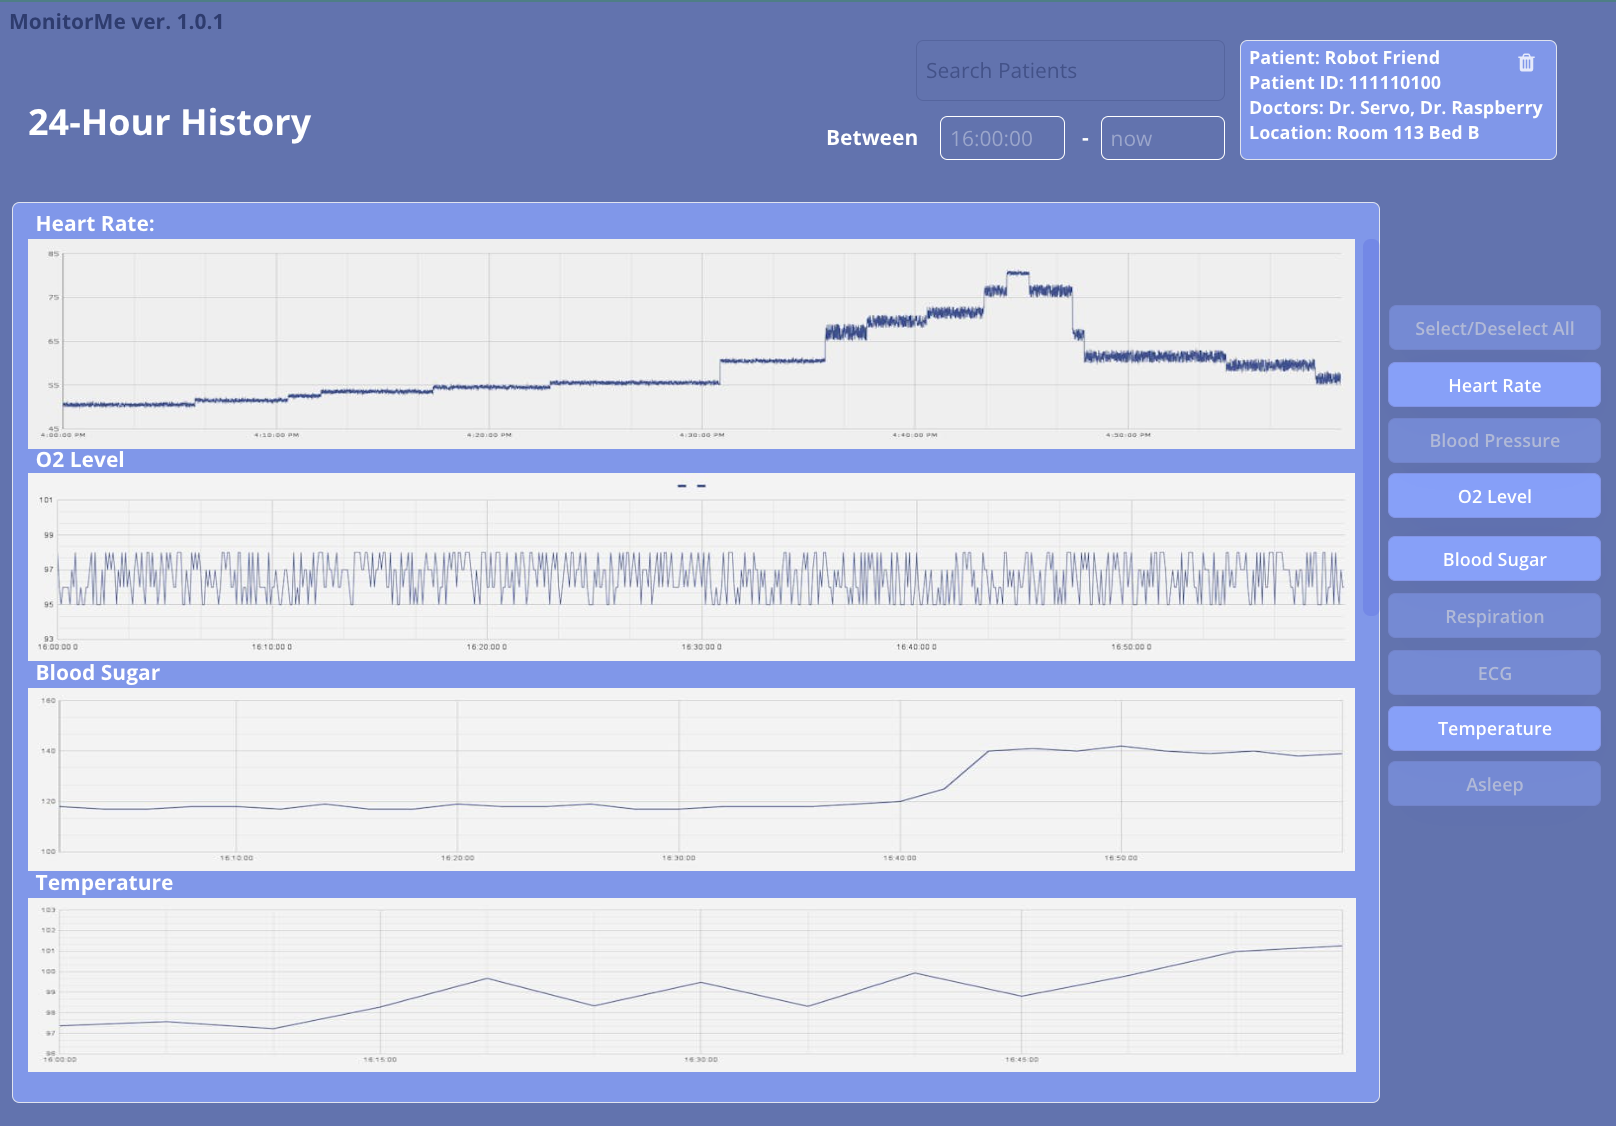 MonitorMe ver. 1.0.1
Search Patients
Patient: Robot Friend
Patient ID: 111110100
Doctors: Dr. Servo, Dr. Raspberry
Location: Room 113 Bed B
24-Hour History
Between 16:00:00 - now
Heart Rate:
85
75
65
55
45
4:00:00 PM 4:10:00 PM 4:20:00 PM 4:30:00 PM 4:40:00 PM 4:50:00 PM
O2 Level
101
99
97
95
93
16:00:00 0 16:10:00 0 16:20:00 0 16:30:00 0 16:40:00 0 16:50:00 0
Blood Sugar
160
140
120
100
16:10:00 16:20:00 16:30:00 16:40:00 16:50:00
Temperature
103
102
101
100
99
98
97
96
16:00:00 16:15:00 16:30:00 16:45:00
Select/Deselect All
Heart Rate
Blood Pressure
O2 Level
Blood Sugar
Respiration
ECG
Temperature
Asleep